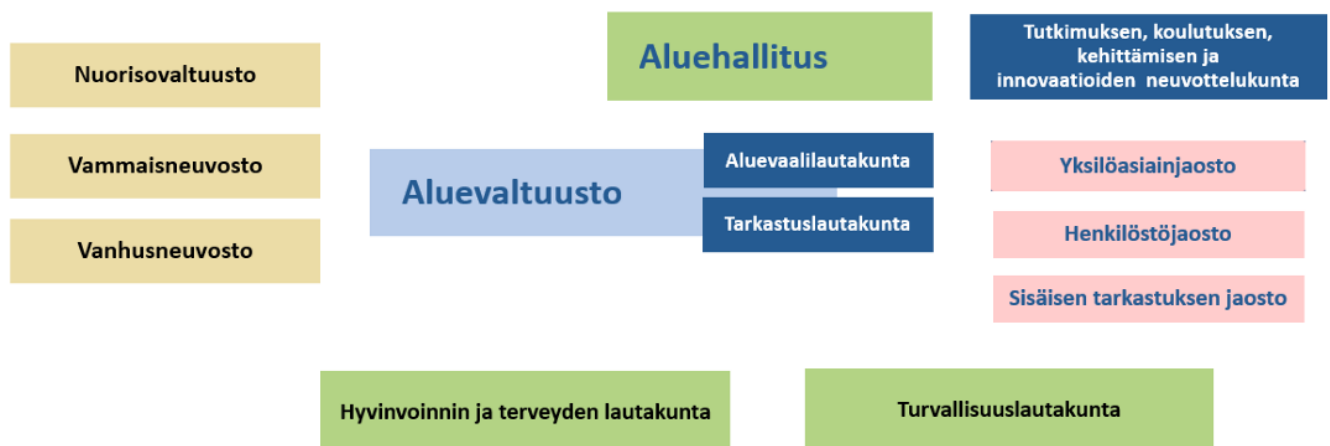 Nuorisovaltuusto
Vammaisneuvosto
Vanhusneuvosto
Aluehallitus
Aluevaltuusto
Aluevaalilautakunta
Tarkastuslautakunta
Tutkimuksen, koulutuksen,
kehittämisen ja
innovaatioiden neuvottelukunta
Yksilöasiainjaosto
Henkilöstöjaosto
Sisäisen tarkastuksen jaosto
Hyvinvoinnin ja terveyden lautakunta
Turvallisuuslautakunta